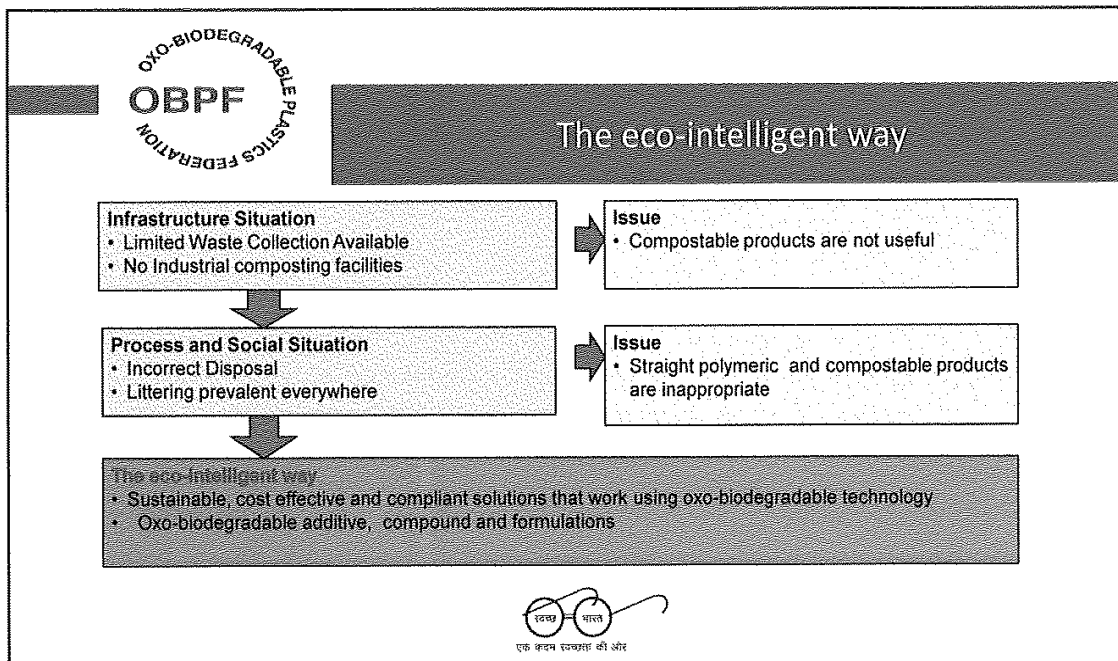 OXO-BIODEGRADABLE PLASTICS FEDERATION
OBPF
The eco-intelligent way
Infrastructure Situation
• Limited Waste Collection Available
• No Industrial composting facilities
Issue
• Compostable products are not useful
Process and Social Situation
• Incorrect Disposal
• Littering prevalent everywhere
Issue
• Straight polymeric and compostable products
are inappropriate
The eco-Intelligent way
• Sustainable, cost effective and compliant solutions that work using oxo-biodegradable technology
• Oxo-biodegradable additive, compound and formulations
स्वच्छ भारत
एक कदम स्वच्छता की ओर